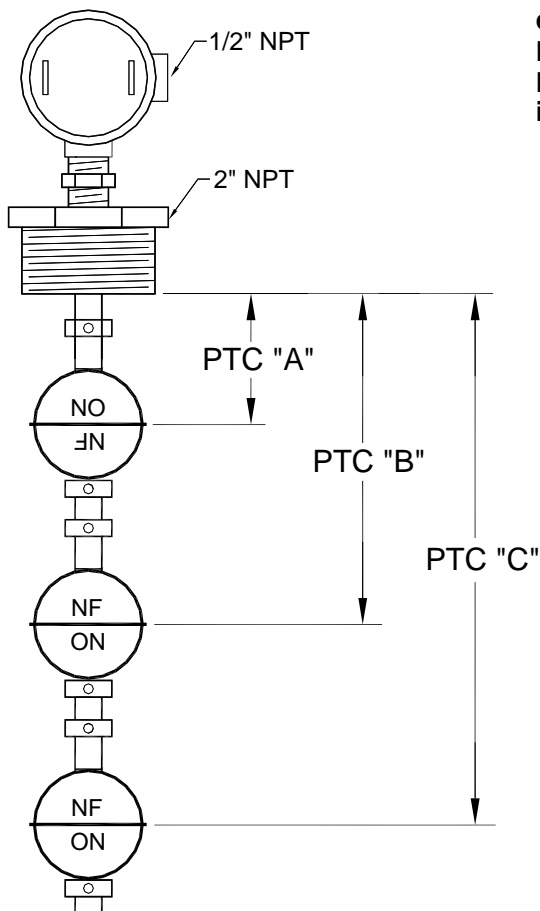 1/2" NPT
2" NPT
PTC "A"
NO
NF
PTC "B"
PTC "C"
NF
ON
NF
ON